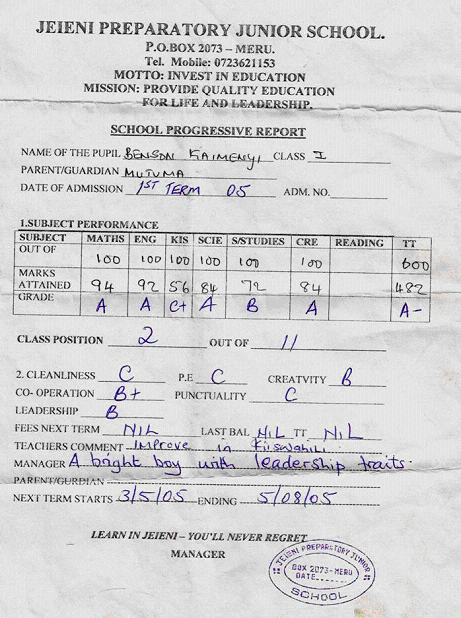 JEIENI PREPARATORY JUNIOR SCHOOL.
P.O.BOX 2073 – MERU.
Tel. Mobile: 0723621153
MOTTO: INVEST IN EDUCATION
MISSION: PROVIDE QUALITY EDUCATION
FOR LIFE AND LEADERSHIP.
SCHOOL PROGRESSIVE REPORT
NAME OF THE PUPIL BENSON KAIMENYI CLASS I
PARENT/GUARDIAN MUTUMA
DATE OF ADMISSION 1ST TERM 05 ADM. NO.
1.SUBJECT PERFORMANCE
SUBJECT MATHS ENG KIS SCIE S/STUDIES CRE READING TT
OUT OF 100 100 100 100 100 100 600
MARKS
ATTAINED 94 92 56 84 72 84 482
GRADE A A C+ A B A A-
CLASS POSITION 2 OUT OF 11
2. CLEANLINESS C P.E C CREATVITY B
CO- OPERATION B+ PUNCTUALITY C
LEADERSHIP B
FEES NEXT TERM NIL LAST BAL NIL TT NIL
TEACHERS COMMENT Improve in Kiiswahili
MANAGER A bright boy with leadership traits.
PARENT/GURDIAN
NEXT TERM STARTS 3/5/05 ENDING 5/08/05
LEARN IN JEIENI – YOU'LL NEVER REGRET
MANAGER
JEIENI PREPARATORY JUNIOR
BOX 2073-MERU
DATE
SCHOOL